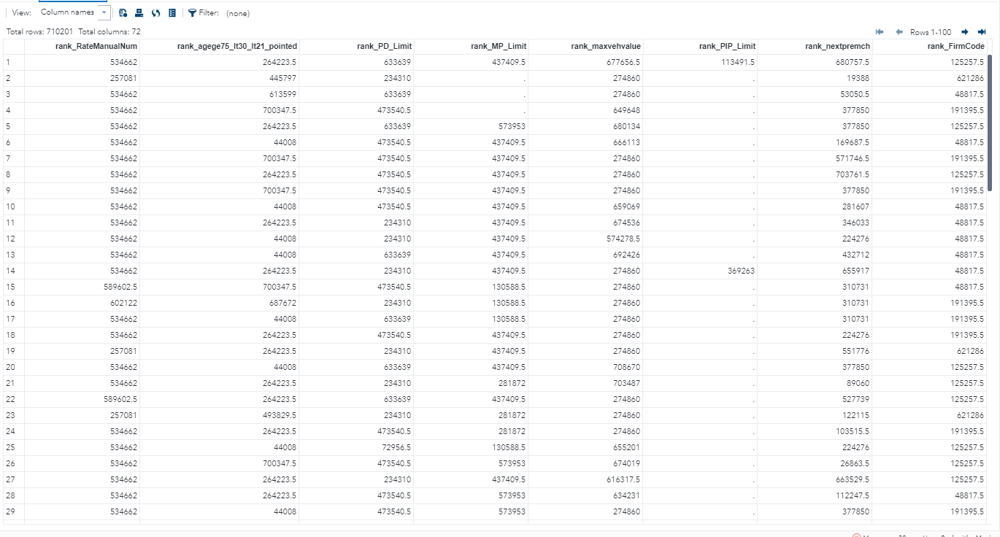 View: Column names Filter: (none)
Total rows: 710201 Total columns: 72 Rows 1-100
rank_RateManualNum rank_agege75_lt30_lt21_pointed rank_PD_Limit rank_MP_Limit rank_maxvehvalue rank_PIP_Limit rank_nextpremch rank_FirmCode
1 534662 264223.5 633639 437409.5 677656.5 113491.5 680757.5 125257.5
2 257081 445797 234310 . 274860 . 19388 621286
3 534662 613599 633639 . 274860 . 53050.5 48817.5
4 534662 700347.5 473540.5 . 649648 . 377850 191395.5
5 534662 264223.5 633639 573953 680134 . 377850 125257.5
6 534662 44008 473540.5 437409.5 666113 . 169687.5 48817.5
7 534662 700347.5 473540.5 437409.5 274860 . 571746.5 191395.5
8 534662 264223.5 473540.5 437409.5 274860 . 703761.5 125257.5
9 534662 700347.5 473540.5 437409.5 274860 . 377850 191395.5
10 534662 44008 473540.5 437409.5 659069 . 281607 48817.5
11 534662 264223.5 234310 437409.5 674536 . 346033 48817.5
12 534662 44008 234310 437409.5 574278.5 . 224276 48817.5
13 534662 44008 633639 437409.5 692426 . 432712 48817.5
14 534662 264223.5 234310 437409.5 274860 369263 655917 48817.5
15 589602.5 700347.5 473540.5 130588.5 274860 . 310731 48817.5
16 602122 687672 234310 130588.5 274860 . 310731 191395.5
17 534662 44008 633639 130588.5 274860 . 310731 191395.5
18 534662 264223.5 473540.5 437409.5 274860 . 224276 191395.5
19 257081 264223.5 234310 437409.5 274860 . 551776 621286
20 534662 44008 633639 437409.5 708670 . 377850 125257.5
21 534662 264223.5 234310 281872 703487 . 89060 125257.5
22 589602.5 264223.5 633639 437409.5 274860 . 527739 125257.5
23 257081 493829.5 234310 281872 274860 . 122115 621286
24 534662 264223.5 473540.5 281872 274860 . 103515.5 191395.5
25 534662 44008 72956.5 130588.5 655201 . 224276 125257.5
26 534662 700347.5 473540.5 573953 674019 . 26863.5 125257.5
27 534662 264223.5 234310 437409.5 616317.5 . 663529.5 125257.5
28 534662 264223.5 473540.5 573953 634231 . 112247.5 48817.5
29 534662 44008 473540.5 573953 274860 . 377850 191395.5